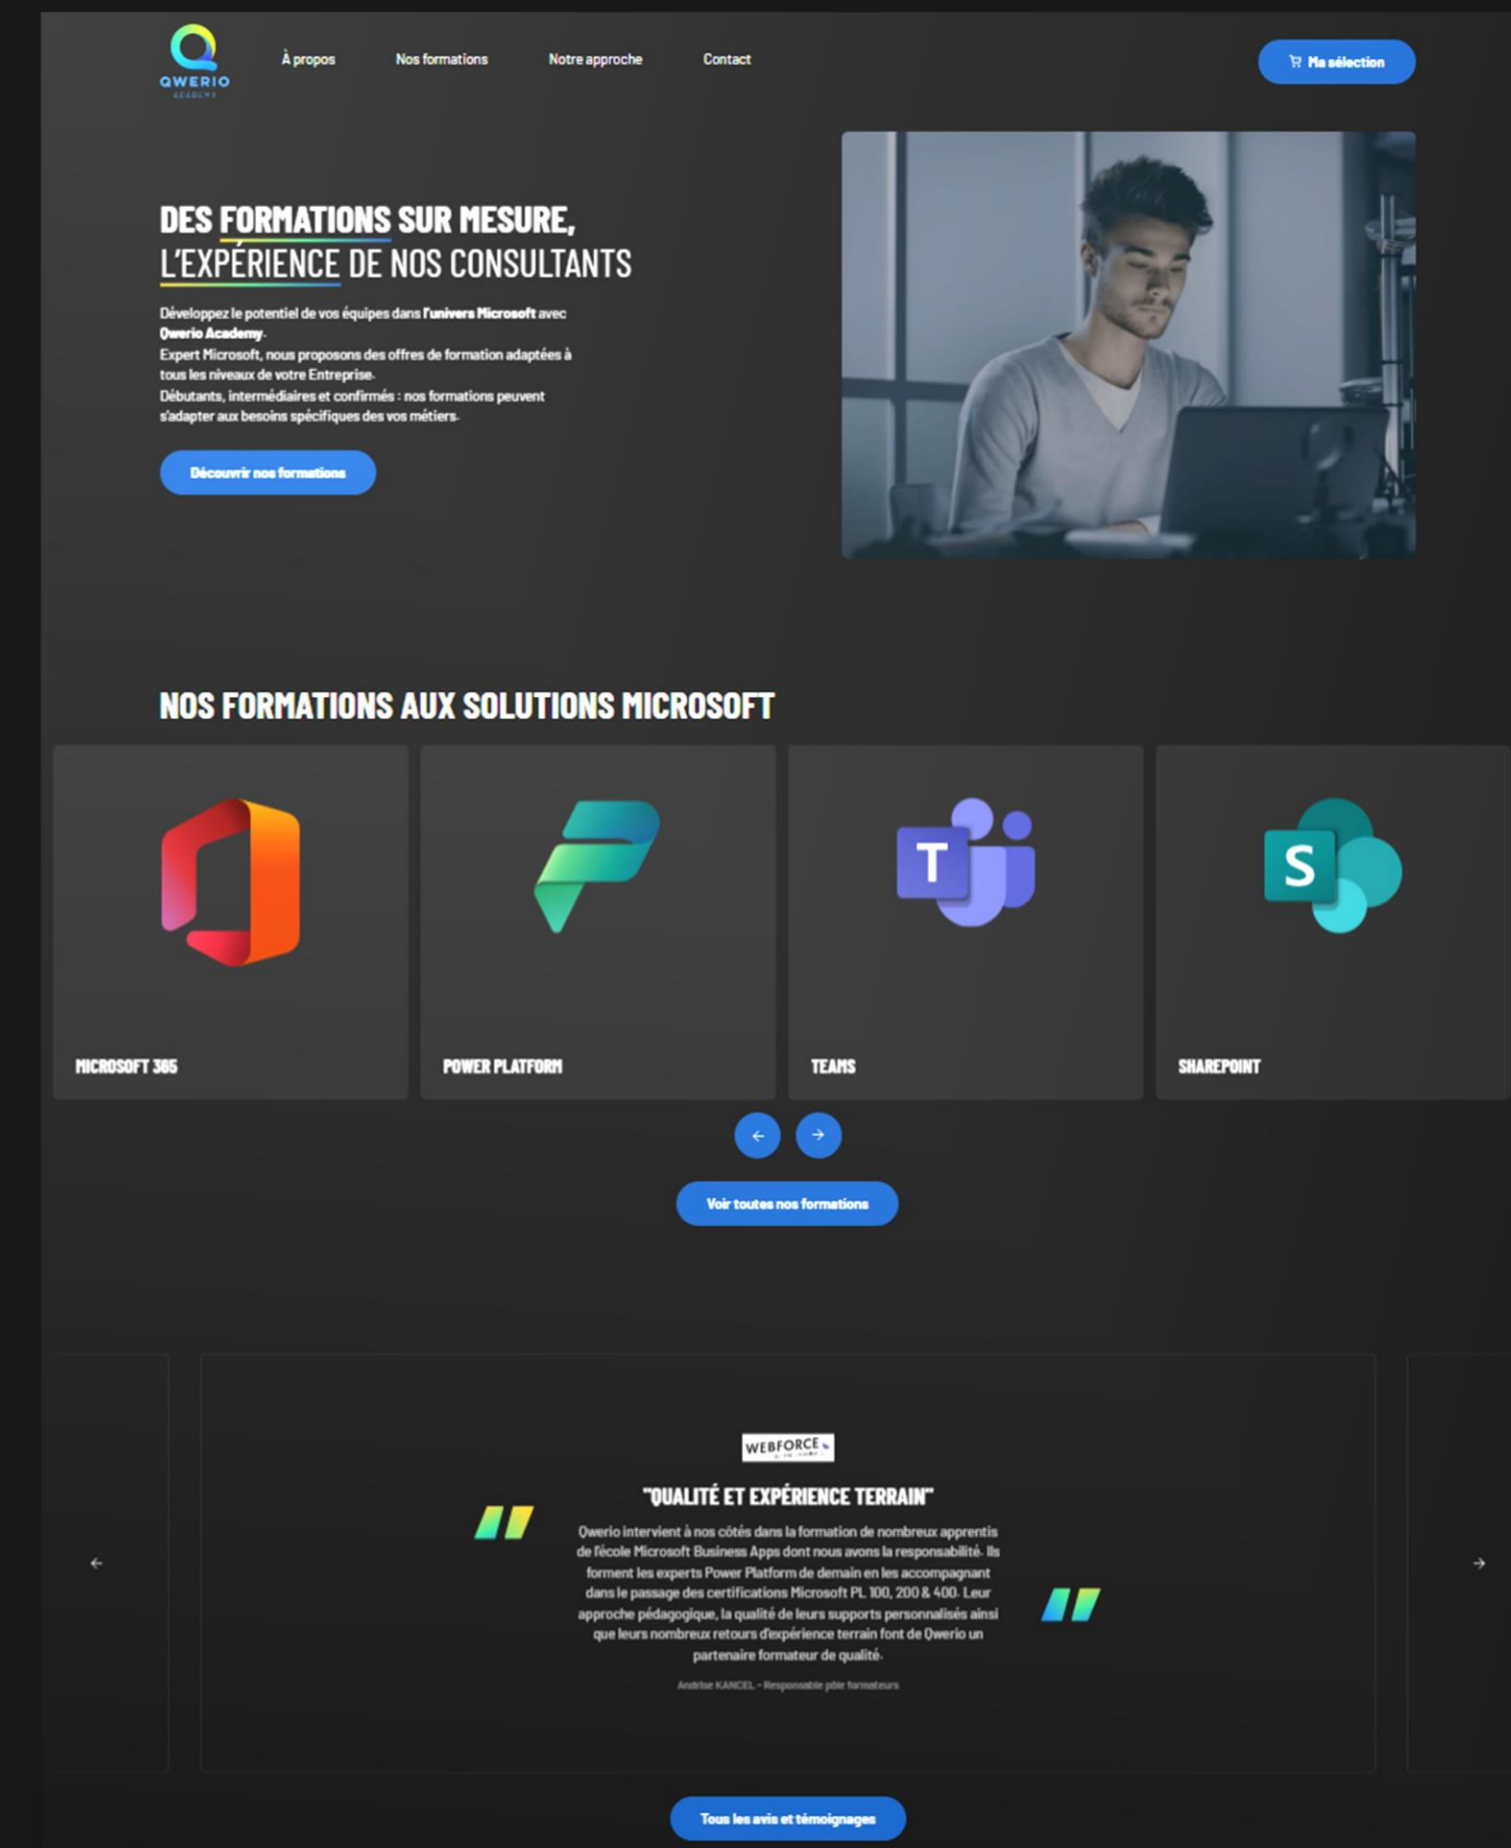 QWERIO
ACADEMY
À propos
Nos formations
Notre approche
Contact
Ma sélection
DES FORMATIONS SUR MESURE,
L'EXPÉRIENCE DE NOS CONSULTANTS
Développez le potentiel de vos équipes dans l'univers Microsoft avec
Qwerio Academy.
Expert Microsoft, nous proposons des offres de formation adaptées à
tous les niveaux de votre Entreprise.
Débutants, intermédiaires et confirmés : nos formations peuvent
s'adapter aux besoins spécifiques des vos métiers.
Découvrir nos formations
NOS FORMATIONS AUX SOLUTIONS MICROSOFT
T
S
MICROSOFT 365
POWER PLATFORM
TEAMS
SHAREPOINT
Voir toutes nos formations
WEBFORCE
"QUALITÉ ET EXPÉRIENCE TERRAIN"
Qwerio intervient à nos côtés dans la formation de nombreux apprentis
de l'école Microsoft Business Apps dont nous avons la responsabilité. Ils
forment les experts Power Platform de demain en les accompagnant
dans le passage des certifications Microsoft PL 100, 200 & 400. Leur
approche pédagogique, la qualité de leurs supports personnalisés ainsi
que leurs nombreux retours d'expérience terrain font de Qwerio un
partenaire formateur de qualité.
KANCEL - Responsable pôle formateurs
Tous les avis et témoignages